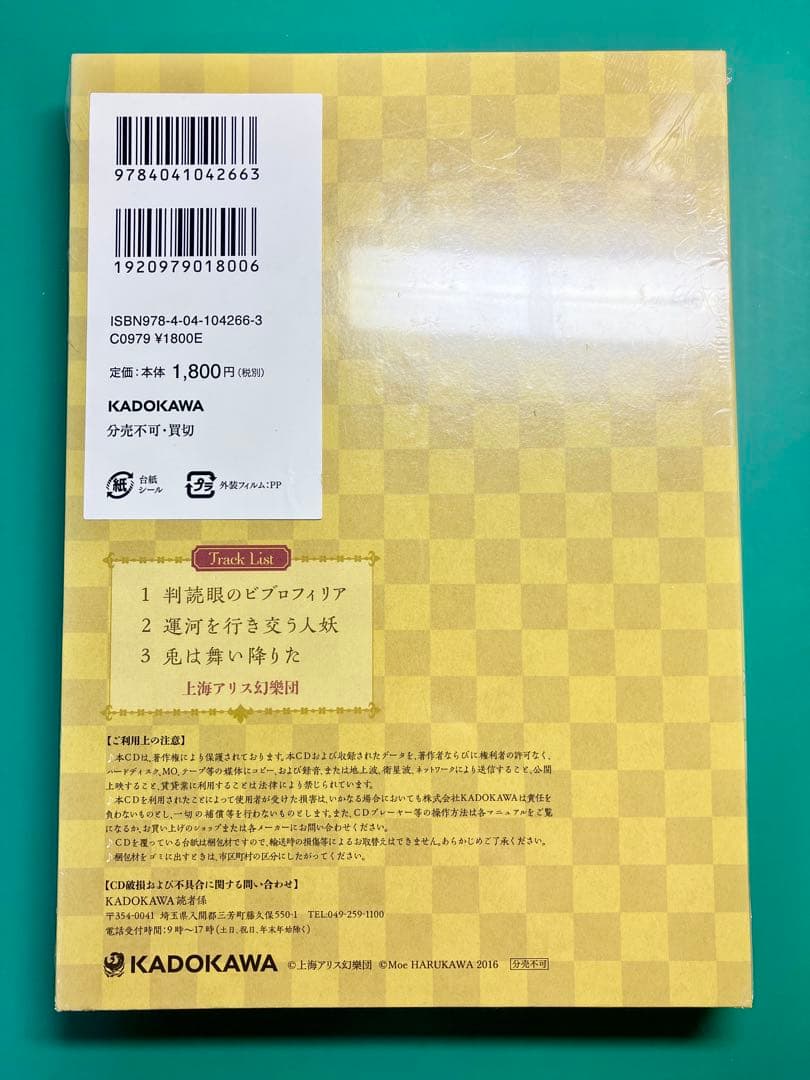 9784041042663
1920979018006
ISBN978-4-04-104266-3
C0979 ¥1800E
定価：本体 1,800円（税別）
KADOKAWA
分売不可・買切
紙 台紙
シール
プラ 外装フィルム：PP
Track List
1 判読眼のビブロフィリア
2 運河を行き交う人妖
3 兎は舞い降りた
上海アリス幻樂団
【ご利用上の注意】
♪本CDは、著作権により保護されております。本CDおよび収録されたデータを、著作者ならびに権利者の許可なく、
ハードディスク、MO、テープ等の媒体にコピー、および録音、または地上波、衛星波、ネットワークにより送信すること、公開
上映すること、賃貸業に利用することは法律により禁じられています。
♪本CDを利用されたことによって使用者が受けた損害は、いかなる場合においても株式会社KADOKAWAは責任を
負わないものとし、一切の補償等を行わないものとします。また、CDプレーヤー等の操作方法は各マニュアルをご覧
になるか、お買い上げのショップまたは各メーカーにお問い合わせください。
♪CDを覆っている台紙は梱包材ですので、輸送時の損傷等によるお取替えはできません。あらかじめご了承ください。
♪梱包材をゴミに出すときは、市区町村の区分にしたがってください。
【CD破損および不具合に関する問い合わせ】
KADOKAWA 読者係
〒354-0041 埼玉県入間郡三芳町藤久保550-1 TEL:049-259-1100
電話受付時間：9時〜17時（土日、祝日、年末年始除く）
KADOKAWA ©上海アリス幻樂団 ©Moe HARUKAWA 2016 分売不可